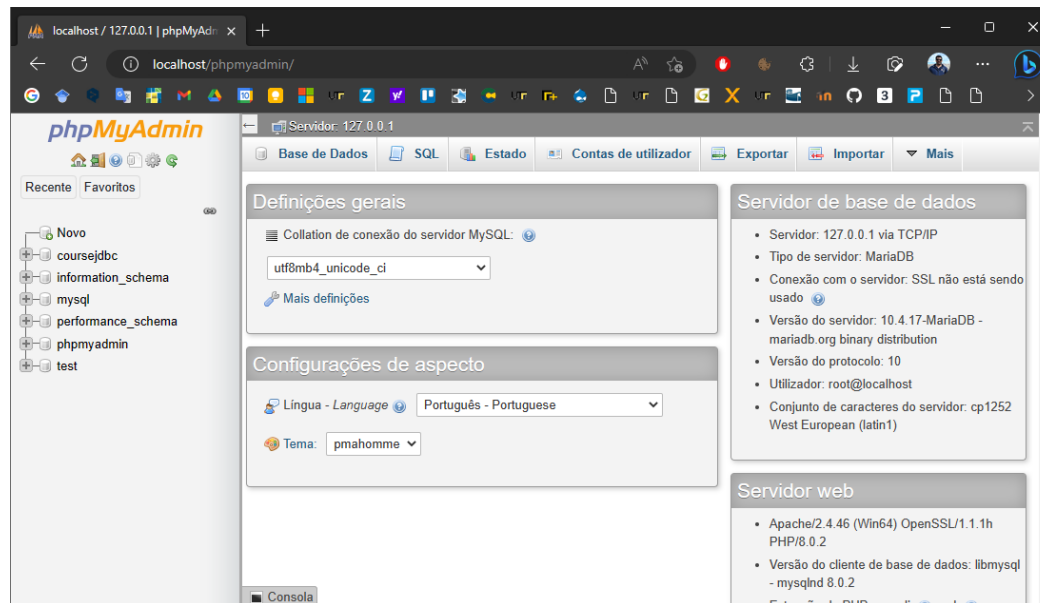 localhost / 127.0.0.1 | phpMyAdn
localhost/phpmyadmin/
phpMyAdmin
Recente Favoritos
Novo
coursejdbc
information_schema
mysql
performance_schema
phpmyadmin
test
Servidor: 127.0.0.1
Base de Dados SQL Estado Contas de utilizador Exportar Importar Mais
Definições gerais
Collation de conexão do servidor MySQL:
utf8mb4_unicode_ci
Mais definições
Configurações de aspecto
Língua - Language Português - Portuguese
Tema: pmahomme
Servidor de base de dados
Servidor: 127.0.0.1 via TCP/IP
Tipo de servidor: MariaDB
Conexão com o servidor: SSL não está sendo
usado
Versão do servidor: 10.4.17-MariaDB -
mariadb.org binary distribution
Versão do protocolo: 10
Utilizador: root@localhost
Conjunto de caracteres do servidor: cp1252
West European (latin1)
Servidor web
Apache/2.4.46 (Win64) OpenSSL/1.1.1h
PHP/8.0.2
Versão do cliente de base de dados: libmysql
- mysqlnd 8.0.2
Consola